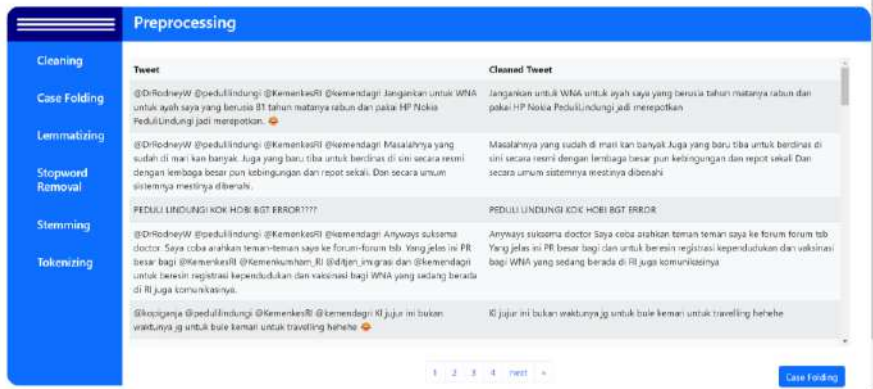 Preprocessing
Cleaning
Case Folding
Lemmatizing
Stopword
Removal
Stemming
Tokenizing
Tweet
Cleaned Tweet
@DrRodneyW @pedulilindungi @KemenkesRI @kemendagri Jangankan untuk WNA
untuk ayah saya yang berusia 81 tahun matanya rabun dan pakai HP Nokia
PeduliLindungi jadi merepotkan. 😂
Jangankan untuk WNA untuk ayah saya yang berusia tahun matanya rabun dan
pakai HP Nokia PeduliLindungi jadi merepotkan
@DrRodneyW @pedulilindungi @KemenkesRI @kemendagri Masalahnya yang
sudah di mari kan banyak. Juga yang baru tiba untuk berdinas di sini secara resmi
dengan lembaga besar pun kebingungan dan repot sekali. Dan secara umum
sistemnya mestinya dibenahi.
Masalahnya yang sudah di mari kan banyak Juga yang baru tiba untuk berdinas di
sini secara resmi dengan lembaga besar pun kebingungan dan repot sekali Dan
secara umum sistemnya mestinya dibenahi
PEDULI LINDUNGI KOK HOBI BGT ERROR????
PEDULI LINDUNGI KOK HOBI BGT ERROR
@DrRodneyW @pedulilindungi @KemenkesRI @kemendagri Anyways suksema
doctor. Saya coba arahkan teman-teman saya ke forum-forum tsb. Yang jelas ini PR
besar bagi @KemenkesRI @Kemenkumham_RI @ditjen_imigrasi dan @kemendagri
untuk beresin registrasi kependudukan dan vaksinasi bagi WNA yang sedang berada
di RI juga komunikasinya.
Anyways suksema doctor Saya coba arahkan teman teman saya ke forum forum tsb
Yang jelas ini PR besar bagi dan untuk beresin registrasi kependudukan dan vaksinasi
bagi WNA yang sedang berada di RI juga komunikasinya
@kopiganja @pedulilindungi @KemenkesRI @kemendagri Kl jujur ini bukan
waktunya jg untuk bule kemari untuk travelling hehehe 😂
Kl jujur ini bukan waktunya jg untuk bule kemari untuk travelling hehehe
1 2 3 4 next »
Case Folding